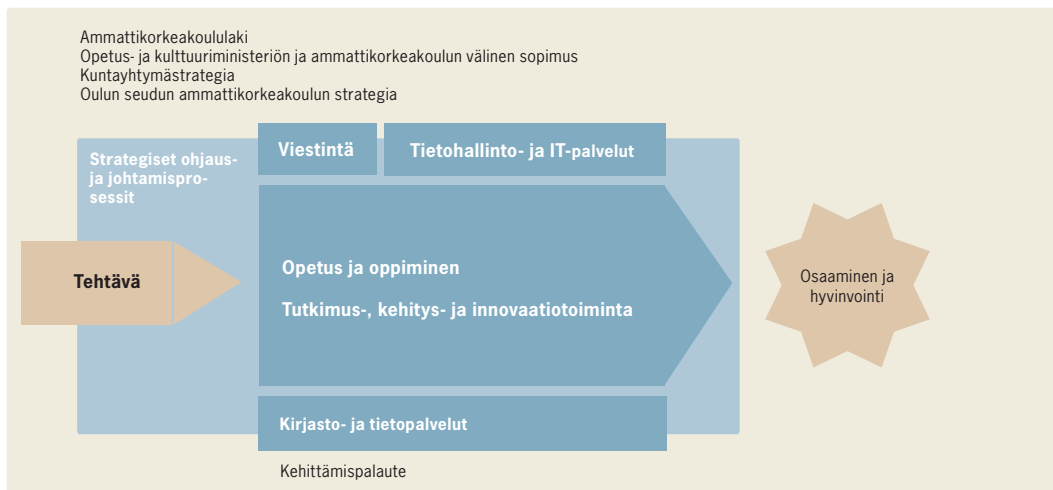 Ammattikorkeakoululaki
Opetus- ja kulttuuriministeriön ja ammattikorkeakoulun välinen sopimus
Kuntayhtymästrategia
Oulun seudun ammattikorkeakoulun strategia
Strategiset ohjaus-
ja johtamispro-
sessit
Viestintä
Tietohallinto- ja IT-palvelut
Tehtävä
Opetus ja oppiminen
Tutkimus-, kehitys- ja innovaatiotoiminta
Osaaminen ja
hyvinvointi
Kirjasto- ja tietopalvelut
Kehittämispalaute